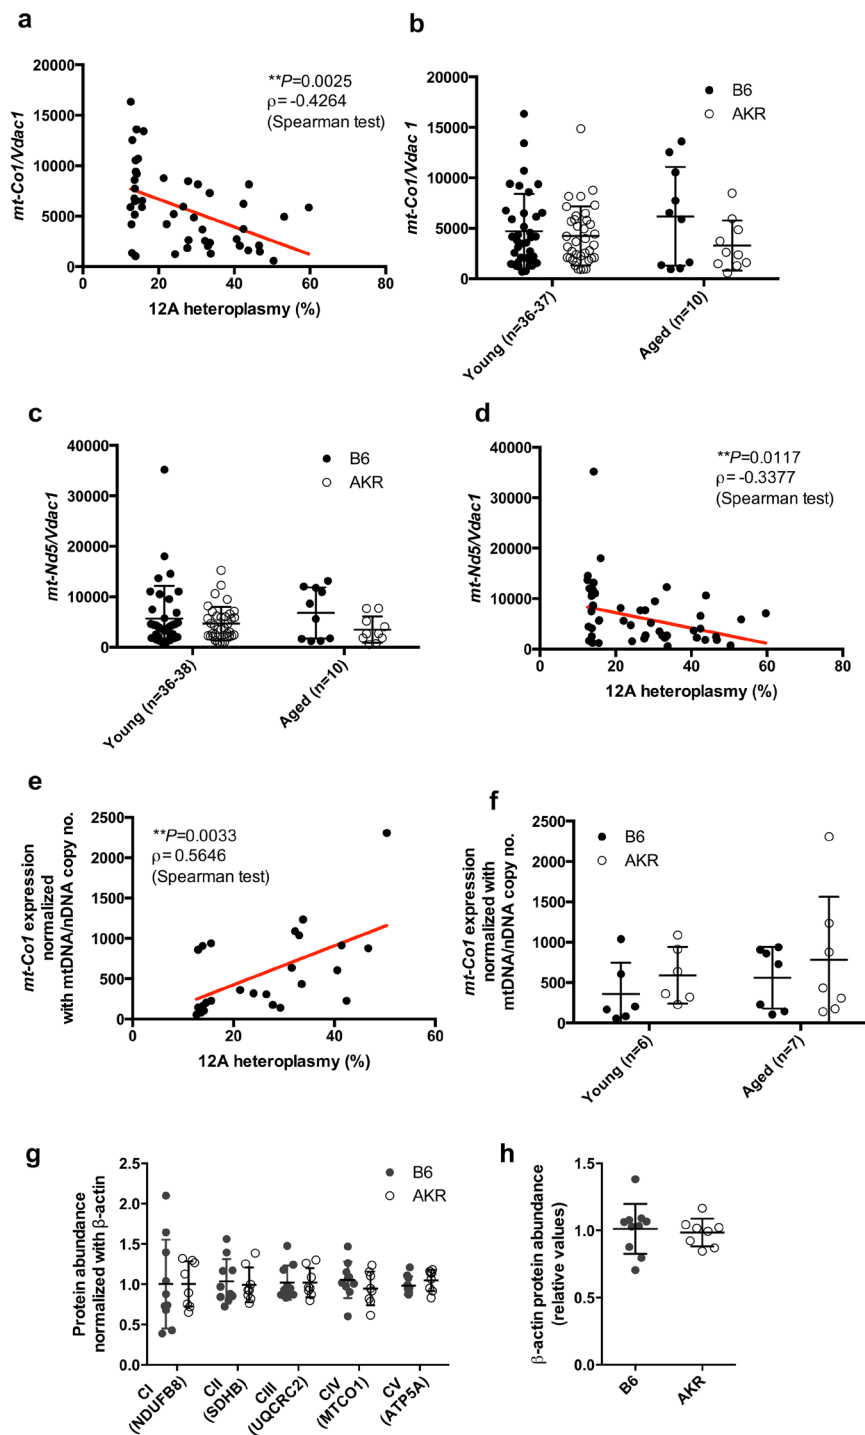 a
mt-Co1/Vdac1
20000
15000
10000
5000
0
0 20 40 60 80
12A heteroplasmy (%)
**P=0.0025
ρ= -0.4264
(Spearman test)
b
mt-Co1/Vdac 1
20000
15000
10000
5000
0
B6
AKR
Young (n=36-37)
Aged (n=10)
c
mt-Nd5/Vdac1
40000
30000
20000
10000
0
B6
AKR
Young (n=36-38)
Aged (n=10)
d
mt-Nd5/Vdac1
40000
30000
20000
10000
0
0 20 40 60 80
12A heteroplasmy (%)
**P=0.0117
ρ= -0.3377
(Spearman test)
e
mt-Co1 expression
normalized
with mtDNA/nDNA copy no.
2500
2000
1500
1000
500
0
0 20 40 60
12A heteroplasmy (%)
**P=0.0033
ρ= 0.5646
(Spearman test)
f
mt-Co1 expression
normalized with
mtDNA/nDNA copy no.
2500
2000
1500
1000
500
0
B6
AKR
Young (n=6)
Aged (n=7)
g
Protein abundance
normalized with β-actin
2.5
2.0
1.5
1.0
0.5
0.0
B6
AKR
CI
(NDUFB8)
CII
(SDHB)
CIII
(UQCRC2)
CIV
(MTCO1)
CV
(ATP5A)
h
β-actin protein abundance
(relative values)
1.5
1.0
0.5
0.0
B6
AKR